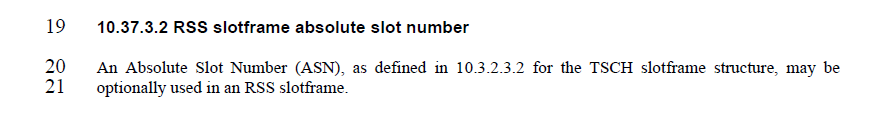 19 10.37.3.2 RSS slotframe absolute slot number
20 An Absolute Slot Number (ASN), as defined in 10.3.2.3.2 for the TSCH slotframe structure, may be
21 optionally used in an RSS slotframe.